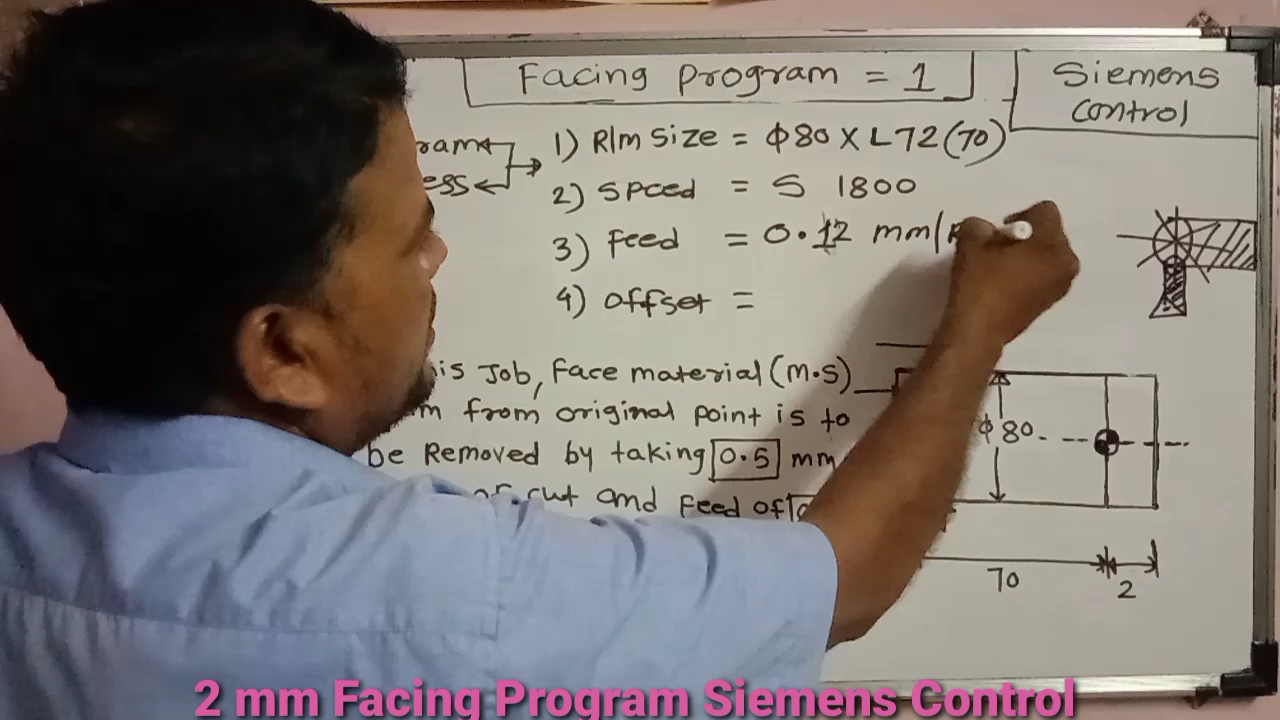 Facing Program = 1
Siemens
control
1) R/m Size = ϕ80 X L72 (70)
2) Speed = S 1800
3) Feed = 0.12 mm/
4) offset =
Job, Face material (M.S)
from original point is to
be Removed by taking 0.5 mm
cut and Feed of
ϕ80
70
2
2 mm Facing Program Siemens Control